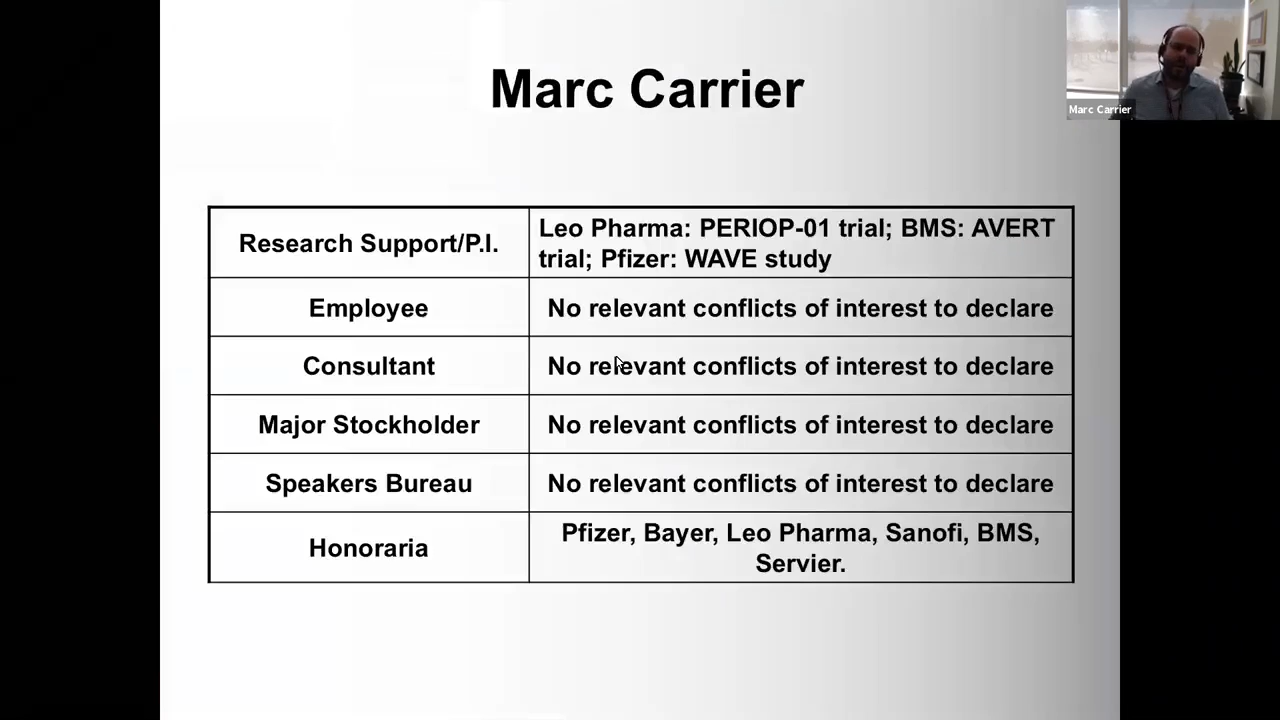 Marc Carrier
Marc Carrier
Research Support/P.I.
Leo Pharma: PERIOP-01 trial; BMS: AVERT
trial; Pfizer: WAVE study
Employee
No relevant conflicts of interest to declare
Consultant
No relevant conflicts of interest to declare
Major Stockholder
No relevant conflicts of interest to declare
Speakers Bureau
No relevant conflicts of interest to declare
Honoraria
Pfizer, Bayer, Leo Pharma, Sanofi, BMS,
Servier.